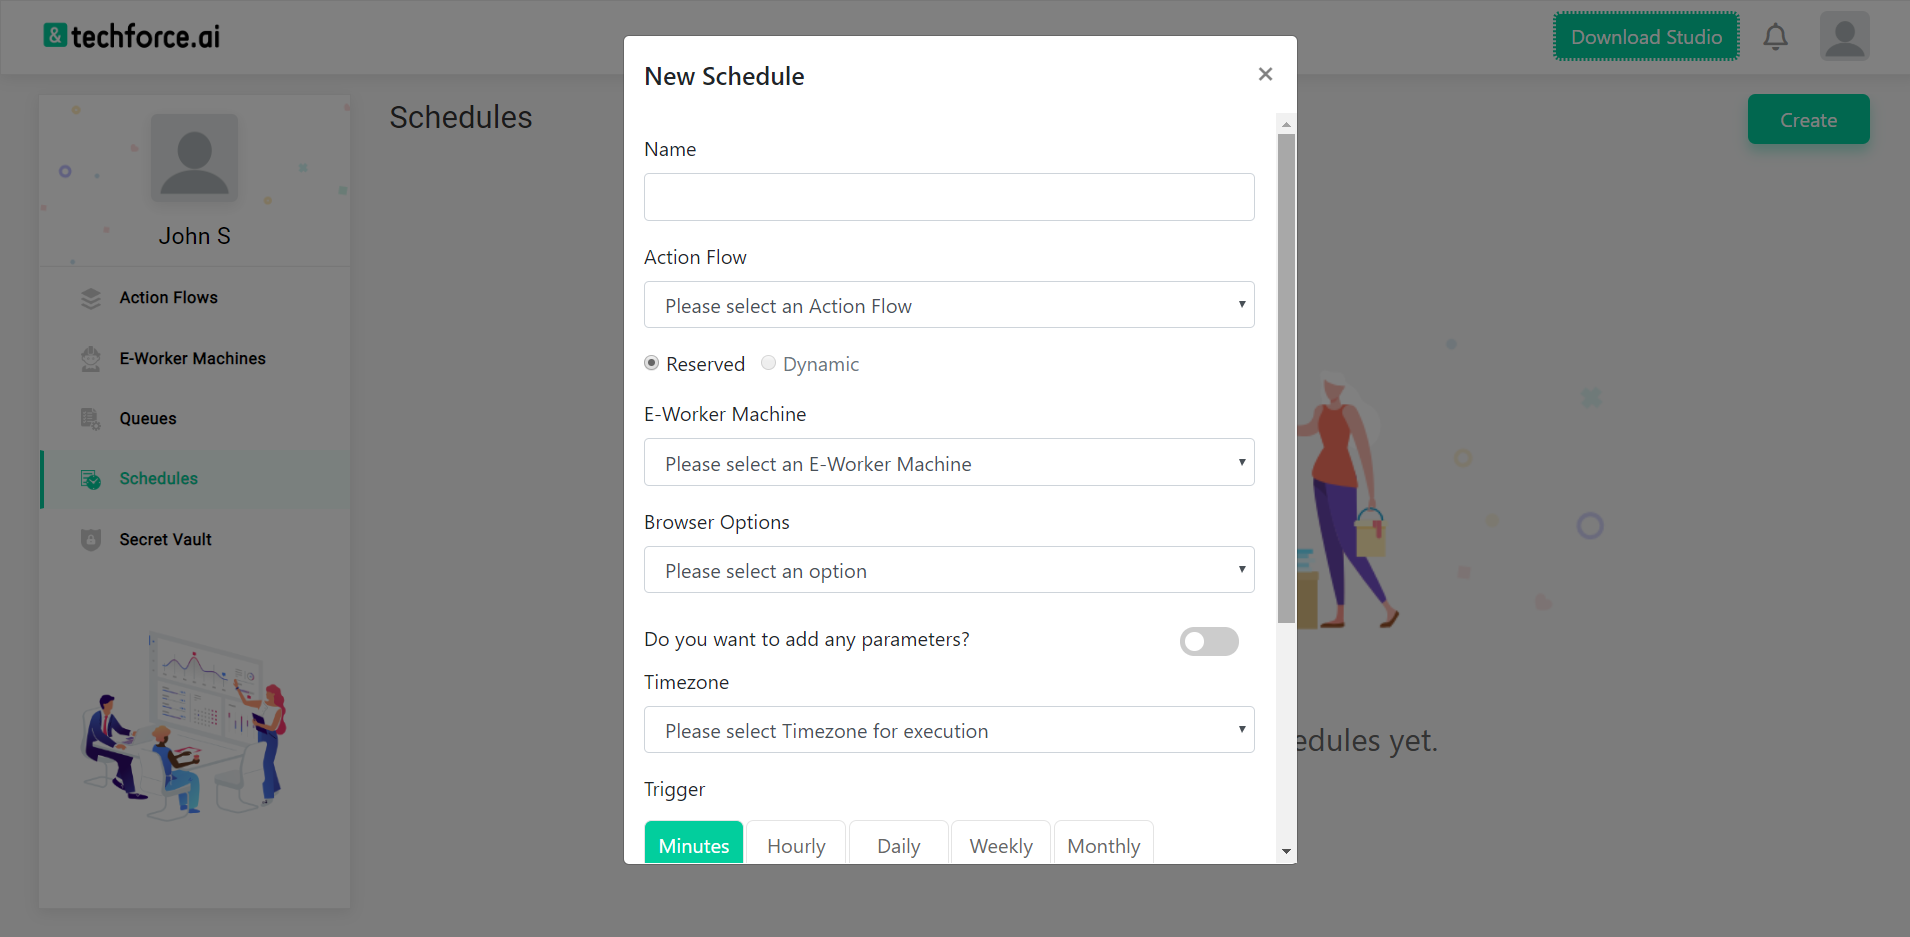 & techforce.ai
Download Studio
John S
Action Flows
E-Worker Machines
Queues
Schedules
Secret Vault
Schedules
Create
New Schedule
×
Name
Action Flow
Please select an Action Flow
Reserved Dynamic
E-Worker Machine
Please select an E-Worker Machine
Browser Options
Please select an option
Do you want to add any parameters?
Timezone
Please select Timezone for execution
Trigger
Minutes Hourly Daily Weekly Monthly
edules yet.